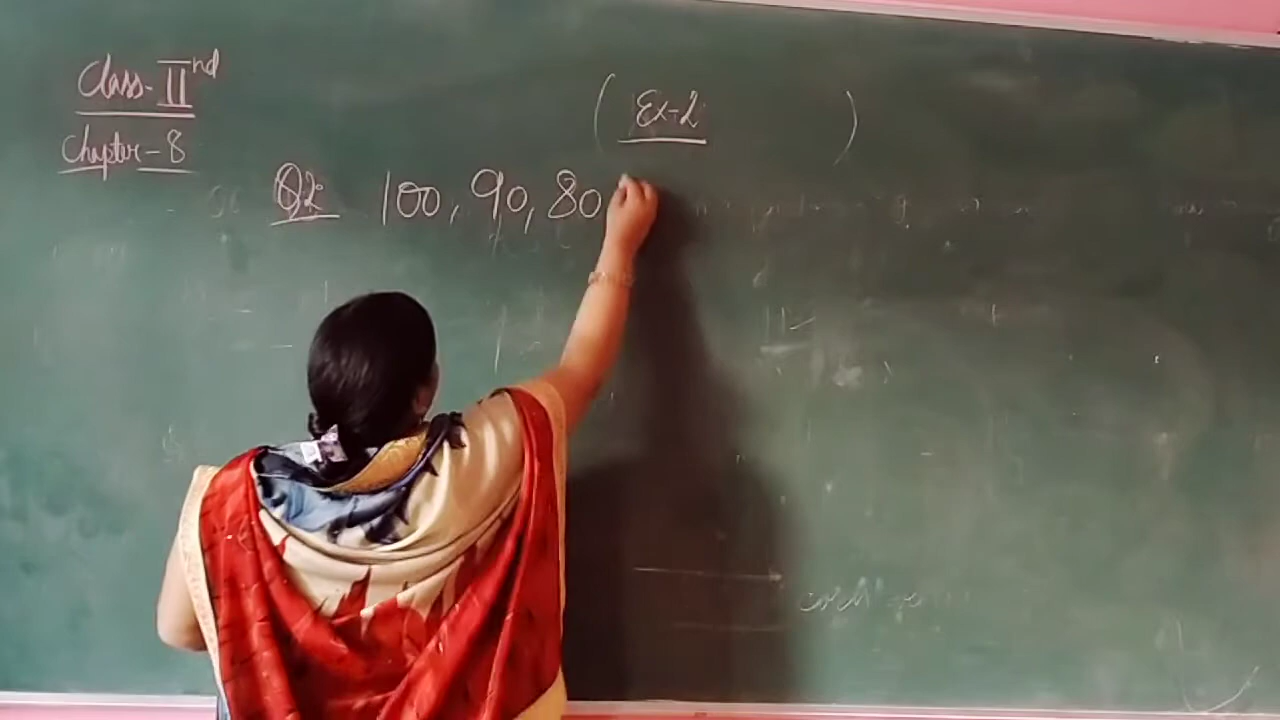 Class-IInd
(Ex-2)
Chapter-8
Q2: 100, 90, 80